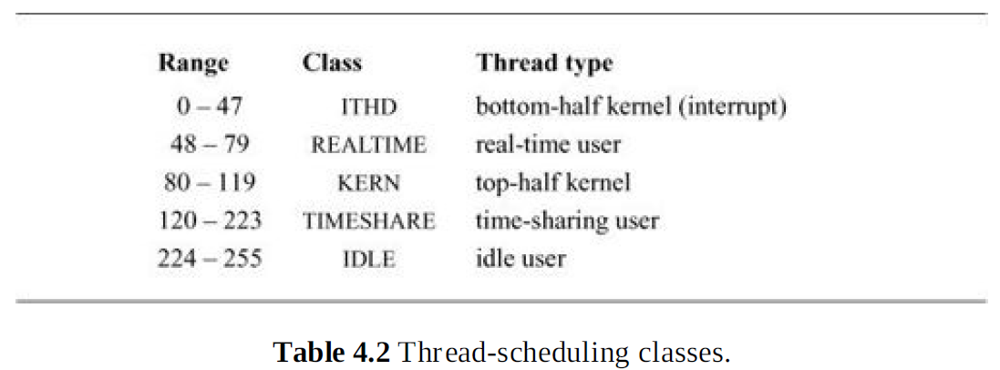 Range Class Thread type
0 – 47 ITHD bottom-half kernel (interrupt)
48 – 79 REALTIME real-time user
80 – 119 KERN top-half kernel
120 – 223 TIMESHARE time-sharing user
224 – 255 IDLE idle user
Table 4.2 Thread-scheduling classes.